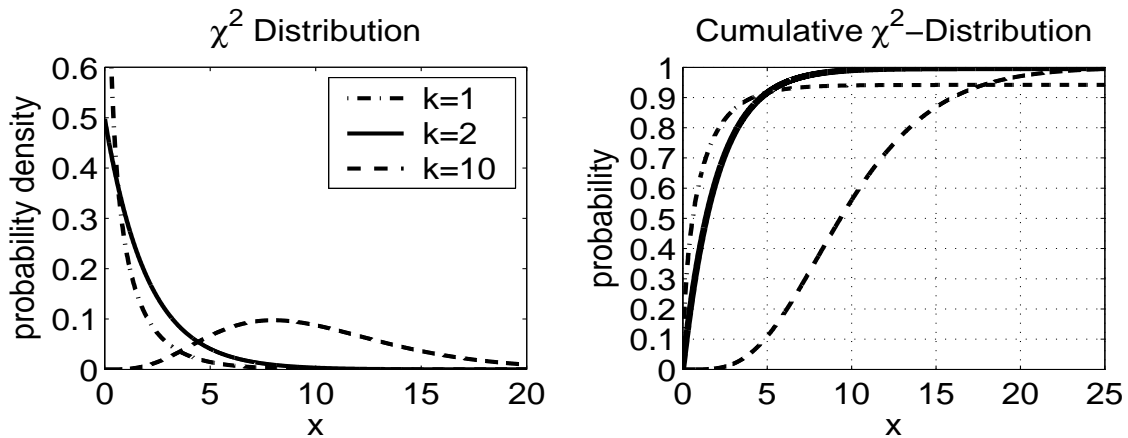 χ² Distribution
0.6
0.5
0.4
0.3
0.2
0.1
0
probability density
k=1
k=2
k=10
0 5 10 15 20
x
Cumulative χ²–Distribution
1
0.9
0.8
0.7
0.6
0.5
0.4
0.3
0.2
0.1
0
probability
0 5 10 15 20 25
x